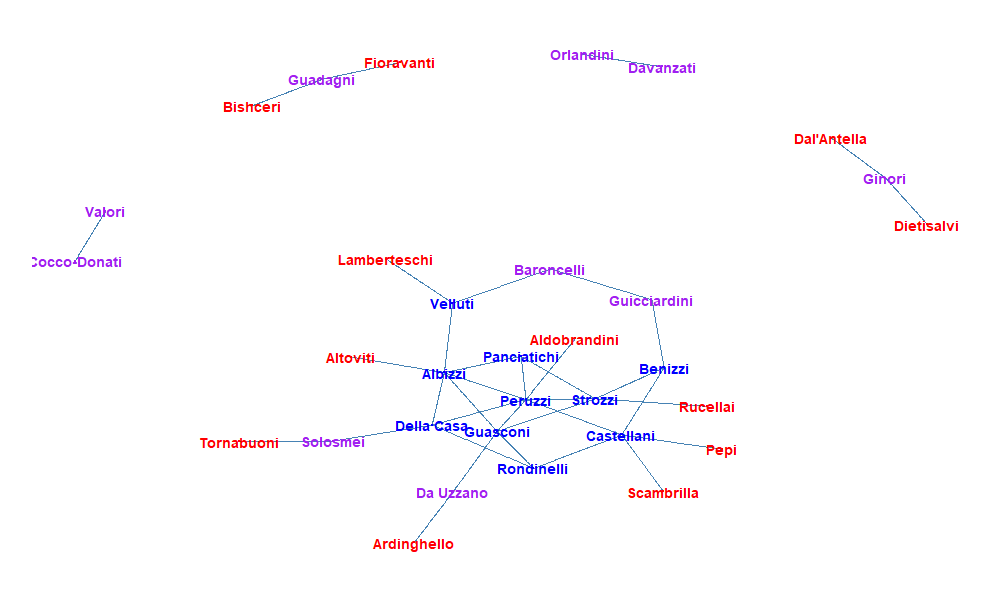 Orlandini
Fioravanti
Davanzati
Guadagni
Bishceri
Dal'Antella
Ginori
Valori
Dietisalvi
Lamberteschi
Cocco-Donati
Baroncelli
Velluti
Guicciardini
Aldobrandini
Altoviti
Panciatichi
Albizzi
Benizzi
Peruzzi
Strozzi
Rucellai
Della Casa
Guasconi
Castellani
Tornabuoni
Solosmei
Pepi
Rondinelli
Da Uzzano
Scambrilla
Ardinghello